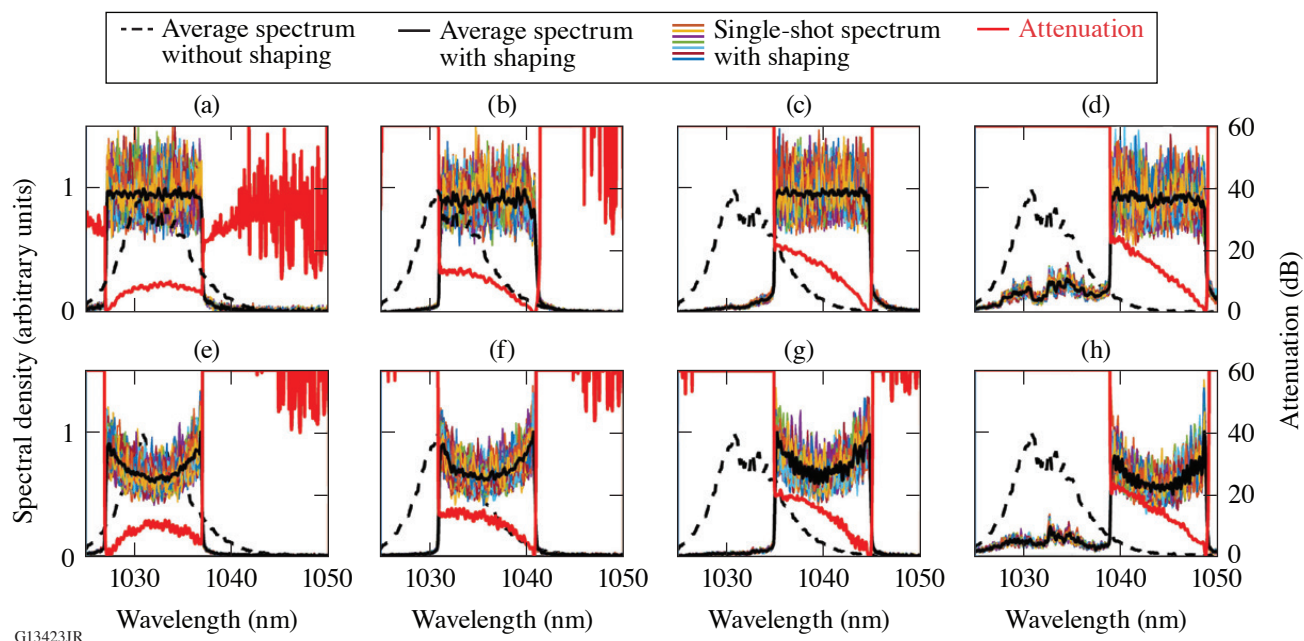 Average spectrum without shaping
Average spectrum with shaping
Single-shot spectrum with shaping
Attenuation
(a) (b) (c) (d)
Spectral density (arbitrary units)
1
0
60
40
20
0
Attenuation (dB)
(e) (f) (g) (h)
1
0
60
40
20
0
1030 1040 1050 1030 1040 1050 1030 1040 1050 1030 1040 1050
Wavelength (nm) Wavelength (nm) Wavelength (nm) Wavelength (nm)
G13423JR